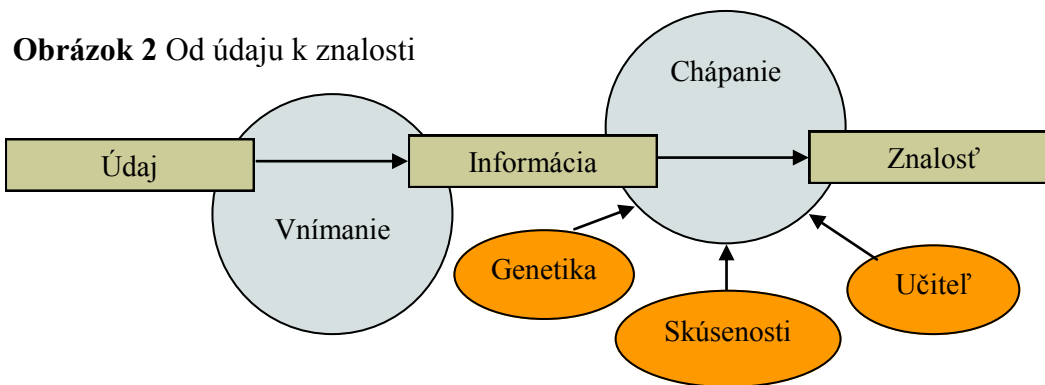 Obrázok 2 Od údaju k znalosti
Chápanie
Údaj
Informácia
Znalosť
Vnímanie
Genetika
Učiteľ
Skúsenosti